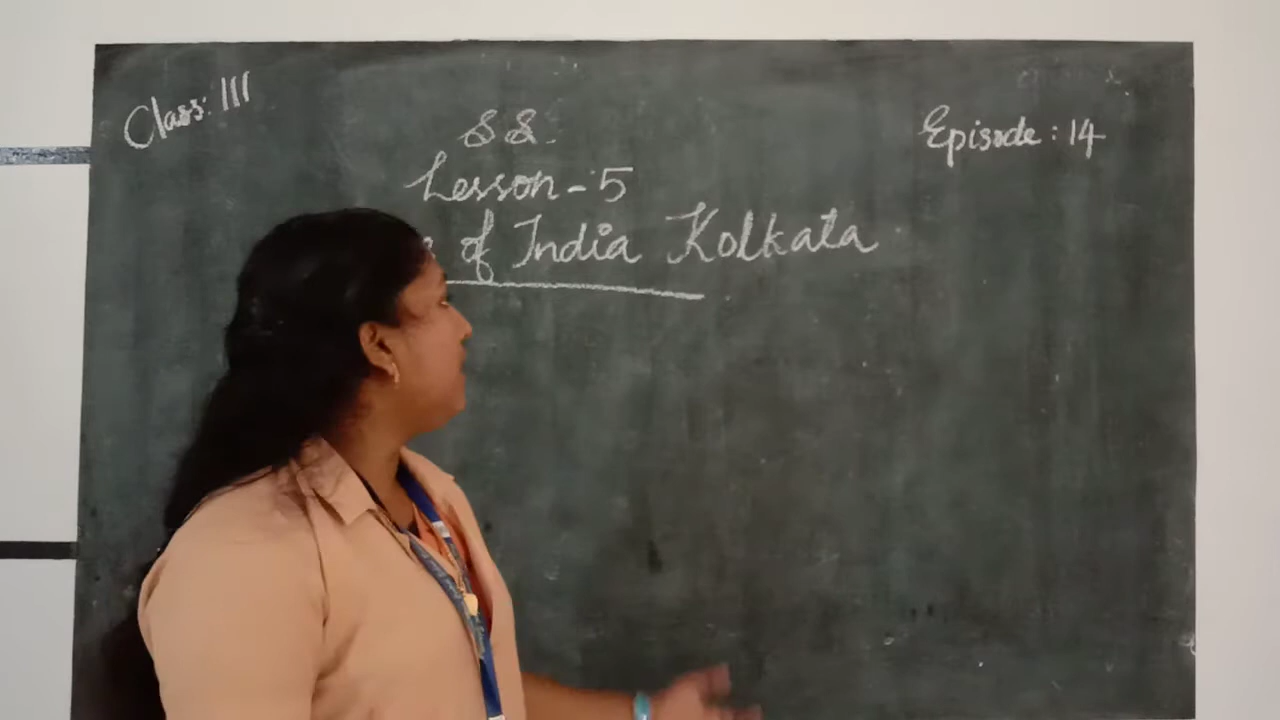 Class: III
Episode: 14
S S.
Lesson - 5
of India Kolkata